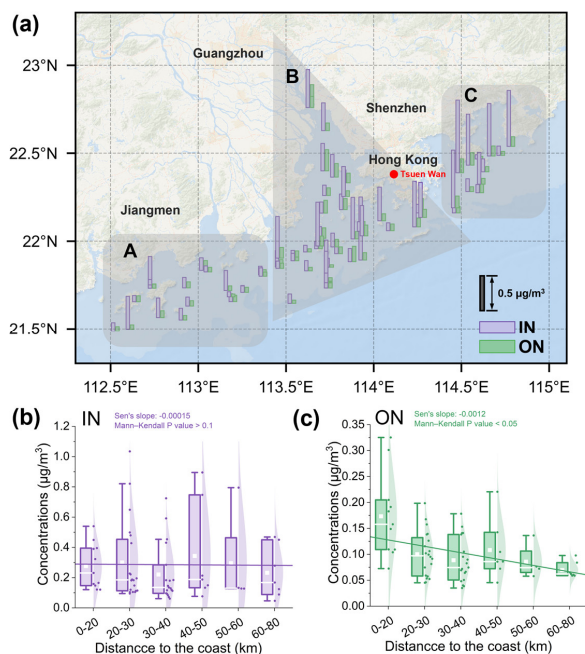 (a)
23°N
22.5°N
22°N
21.5°N
Guangzhou
B
C
Shenzhen
Hong Kong
Tsuen Wan
Jiangmen
A
0.5 μg/m³
IN
ON
112.5°E 113°E 113.5°E 114°E 114.5°E 115°E
(b)
IN
Sen's slope: -0.00015
Mann–Kendall P value > 0.1
Concentrations (μg/m³)
1.2
1.0
0.8
0.6
0.4
0.2
0.0
0-20 20-30 30-40 40-50 50-60 60-80
Distancce to the coast (km)
(c)
ON
Sen's slope: -0.0012
Mann–Kendall P value < 0.05
Concentrations (μg/m³)
0.35
0.30
0.25
0.20
0.15
0.10
0.05
0.00
0-20 20-30 30-40 40-50 50-60 60-80
Distancce to the coast (km)